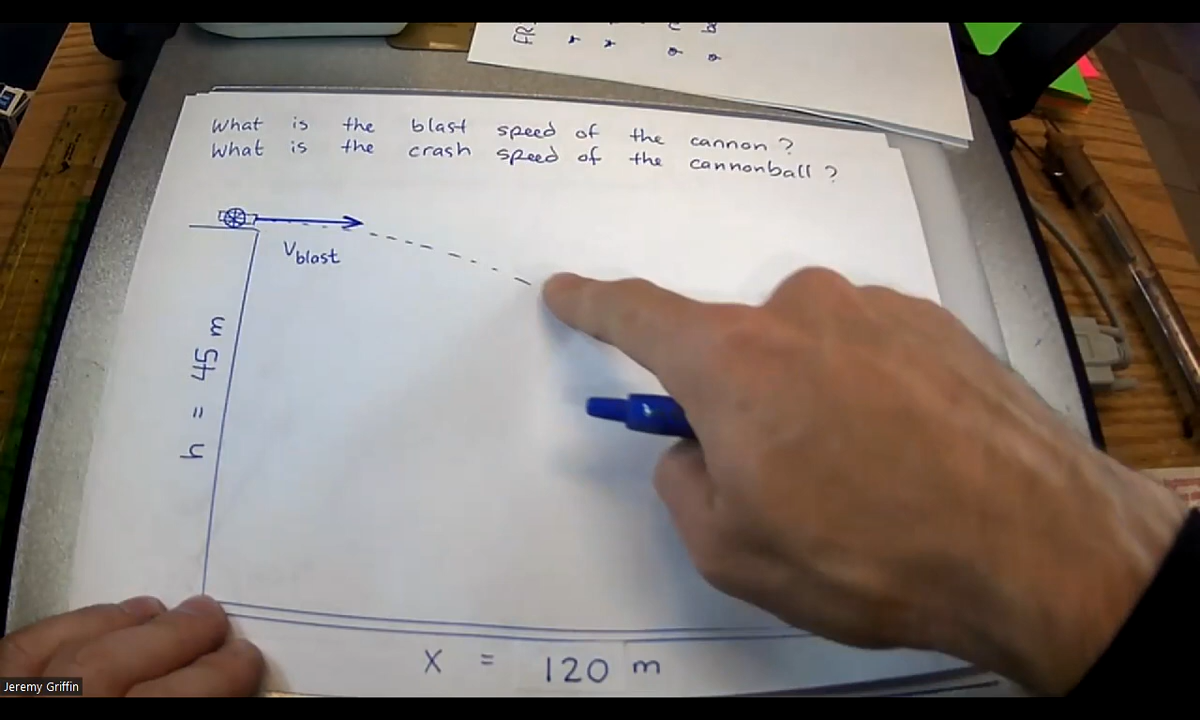 What is the blast speed of the cannon?
What is the crash speed of the cannonball?
Vblast
h = 45 m
x = 120 m
Jeremy Griffin